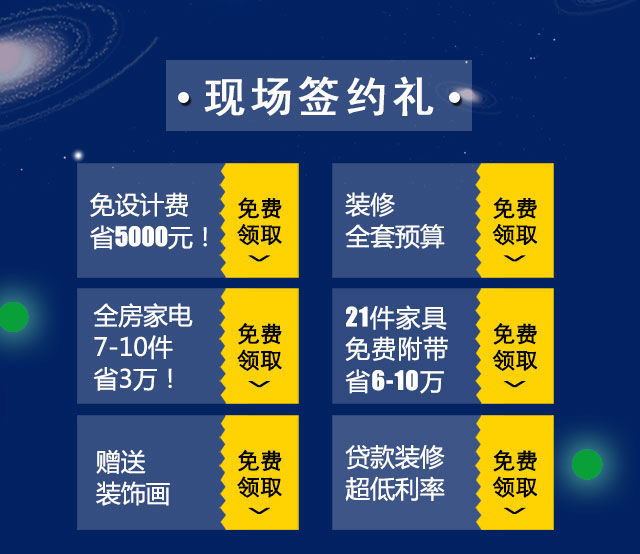 • 现场签约礼 •
免设计费
省5000元！
免费
领取
装修
全套预算
免费
领取
全房家电
7-10件
省3万！
免费
领取
21件家具
免费附带
省6-10万
免费
领取
赠送
装饰画
免费
领取
贷款装修
超低利率
免费
领取